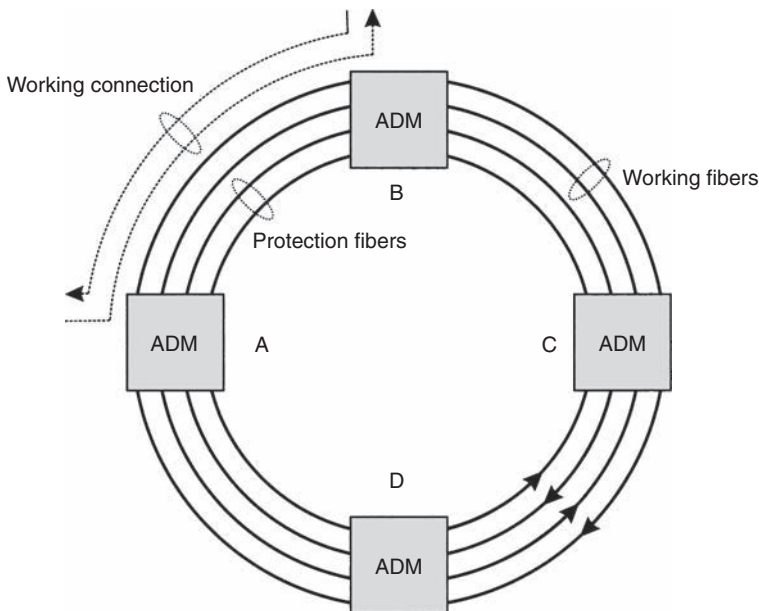 Working connection
ADM
Working fibers
B
Protection fibers
ADM
A
C
ADM
D
ADM